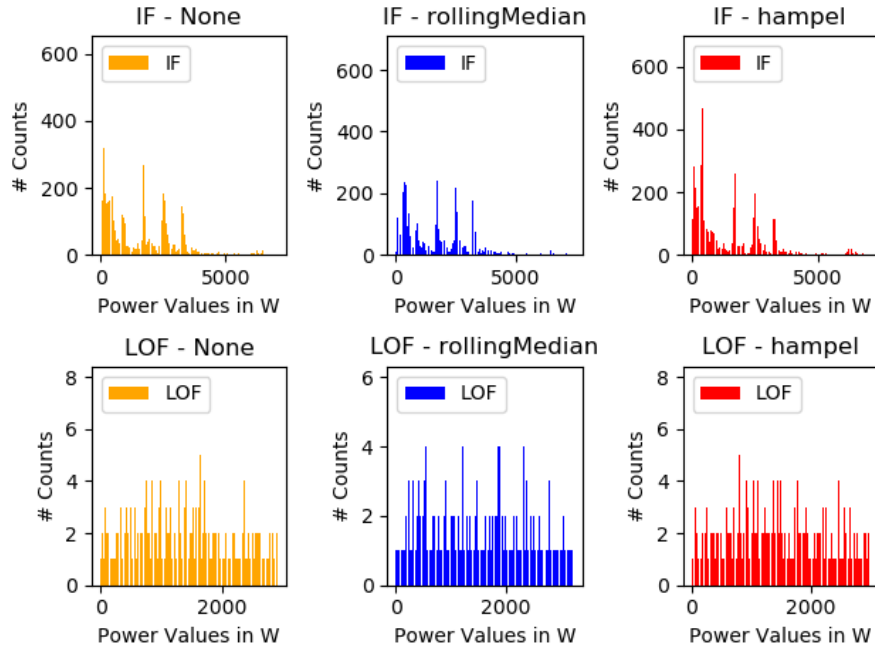 IF - None
IF - rollingMedian
IF - hampel
600
400
200
0
# Counts
IF
0
5000
Power Values in W
600
400
200
0
# Counts
IF
0
5000
Power Values in W
600
400
200
0
# Counts
IF
0
5000
Power Values in W
LOF - None
LOF - rollingMedian
LOF - hampel
8
6
4
2
0
# Counts
LOF
0
2000
Power Values in W
6
4
2
0
# Counts
LOF
0
2000
Power Values in W
8
6
4
2
0
# Counts
LOF
0
2000
Power Values in W